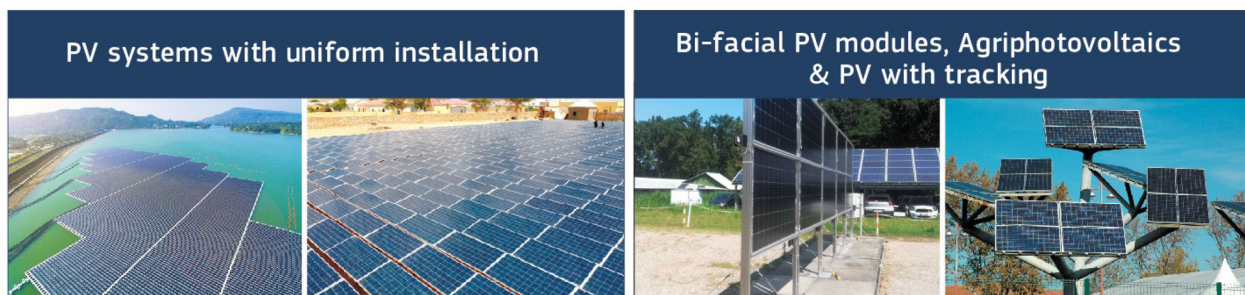 PV systems with uniform installation
Bi-facial PV modules, Agriphotovoltaics
& PV with tracking